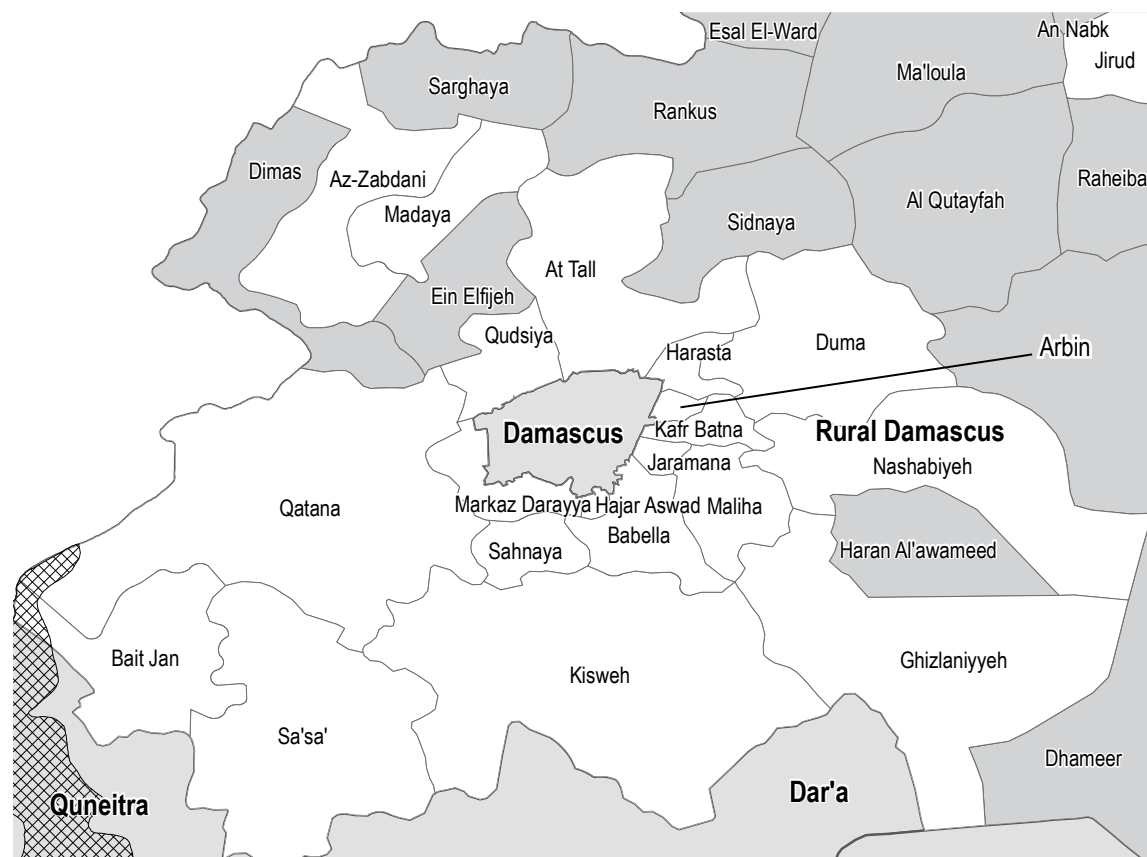 Esal El-Ward
An Nabk
Jirud
Ma'loula
Sarghaya
Rankus
Dimas
Az-Zabdani
Raheiba
Madaya
Al Qutayfah
Sidnaya
At Tall
Ein Elfijeh
Qudsiya
Harasta
Duma
Arbin
Damascus
Kafr Batna
Rural Damascus
Jaramana
Nashabiyeh
Qatana
Markaz Darayya
Hajar Aswad
Maliha
Babella
Sahnaya
Haran Al'awameed
Bait Jan
Kisweh
Ghizlaniyyeh
Sa'sa'
Dhameer
Quneitra
Dar'a